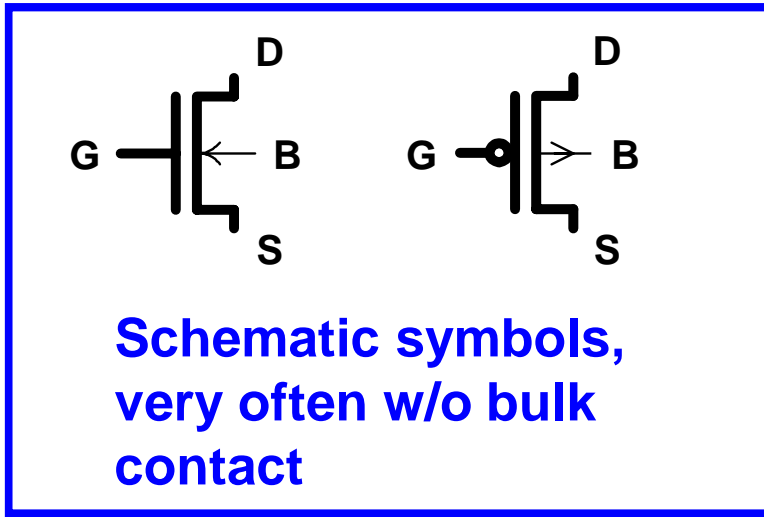 D D
G B G B
S S
Schematic symbols,
very often w/o bulk
contact